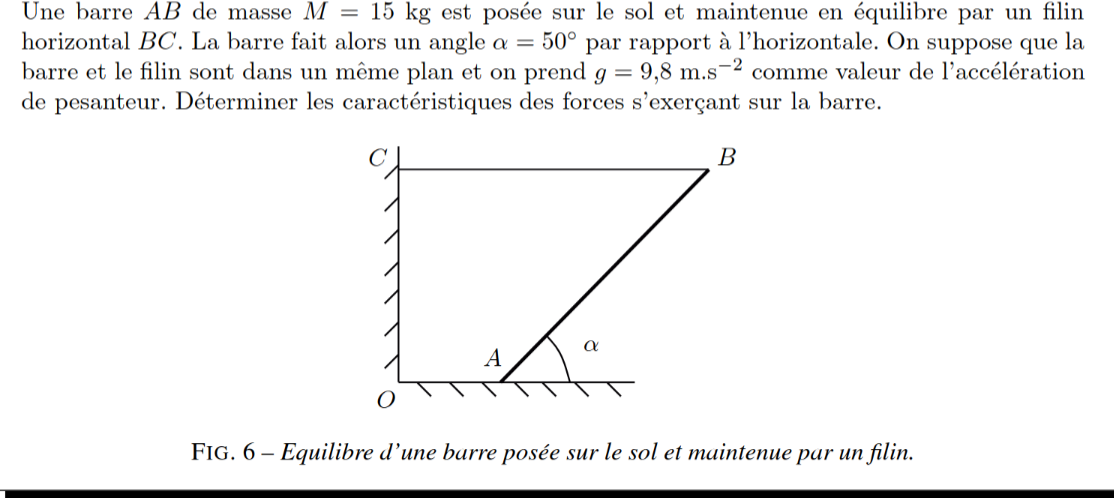 Une barre AB de masse M = 15 kg est posée sur le sol et maintenue en équilibre par un filin
horizontal BC. La barre fait alors un angle α = 50° par rapport à l'horizontale. On suppose que la
barre et le filin sont dans un même plan et on prend g = 9,8 m.s⁻² comme valeur de l'accélération
de pesanteur. Déterminer les caractéristiques des forces s'exerçant sur la barre.
C
B
A
α
O
FIG. 6 – Equilibre d'une barre posée sur le sol et maintenue par un filin.